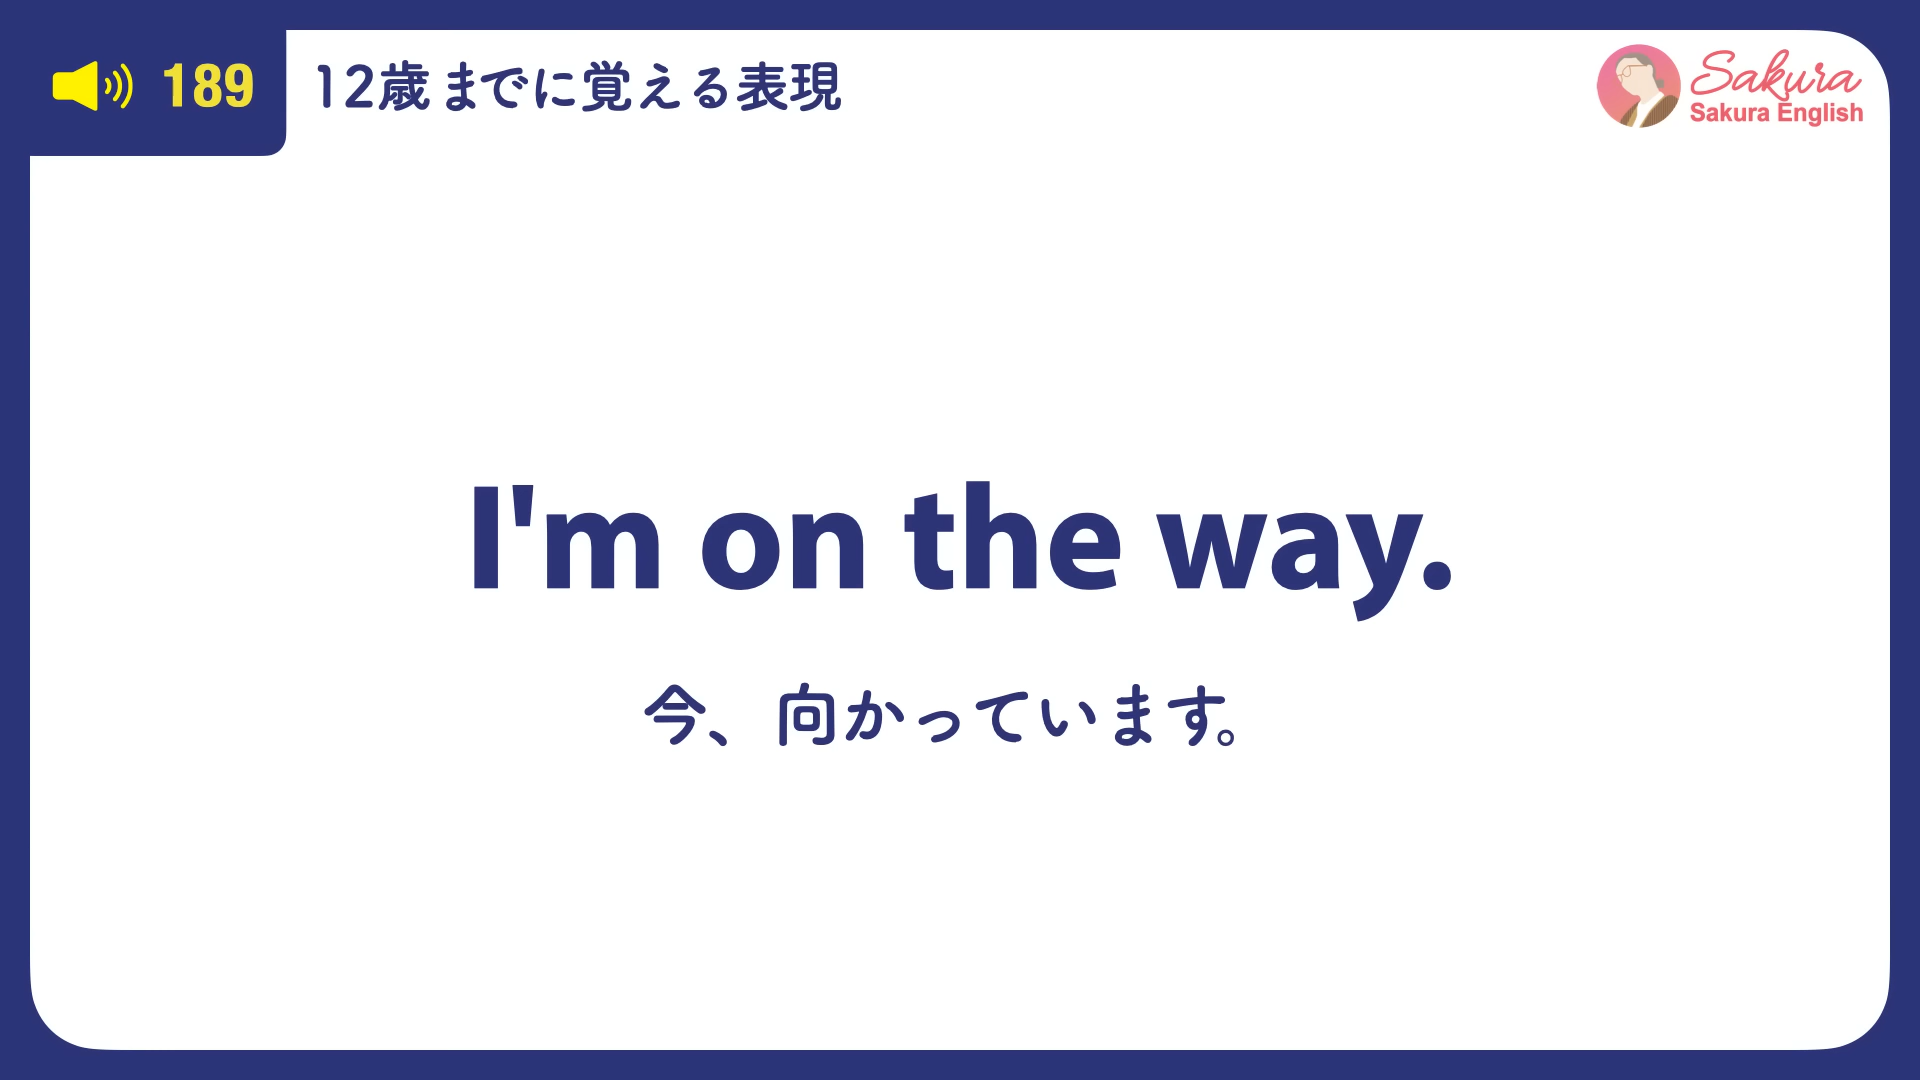 189
12歳までに覚える表現
Sakura
Sakura English
I'm on the way.
今、向かっています。